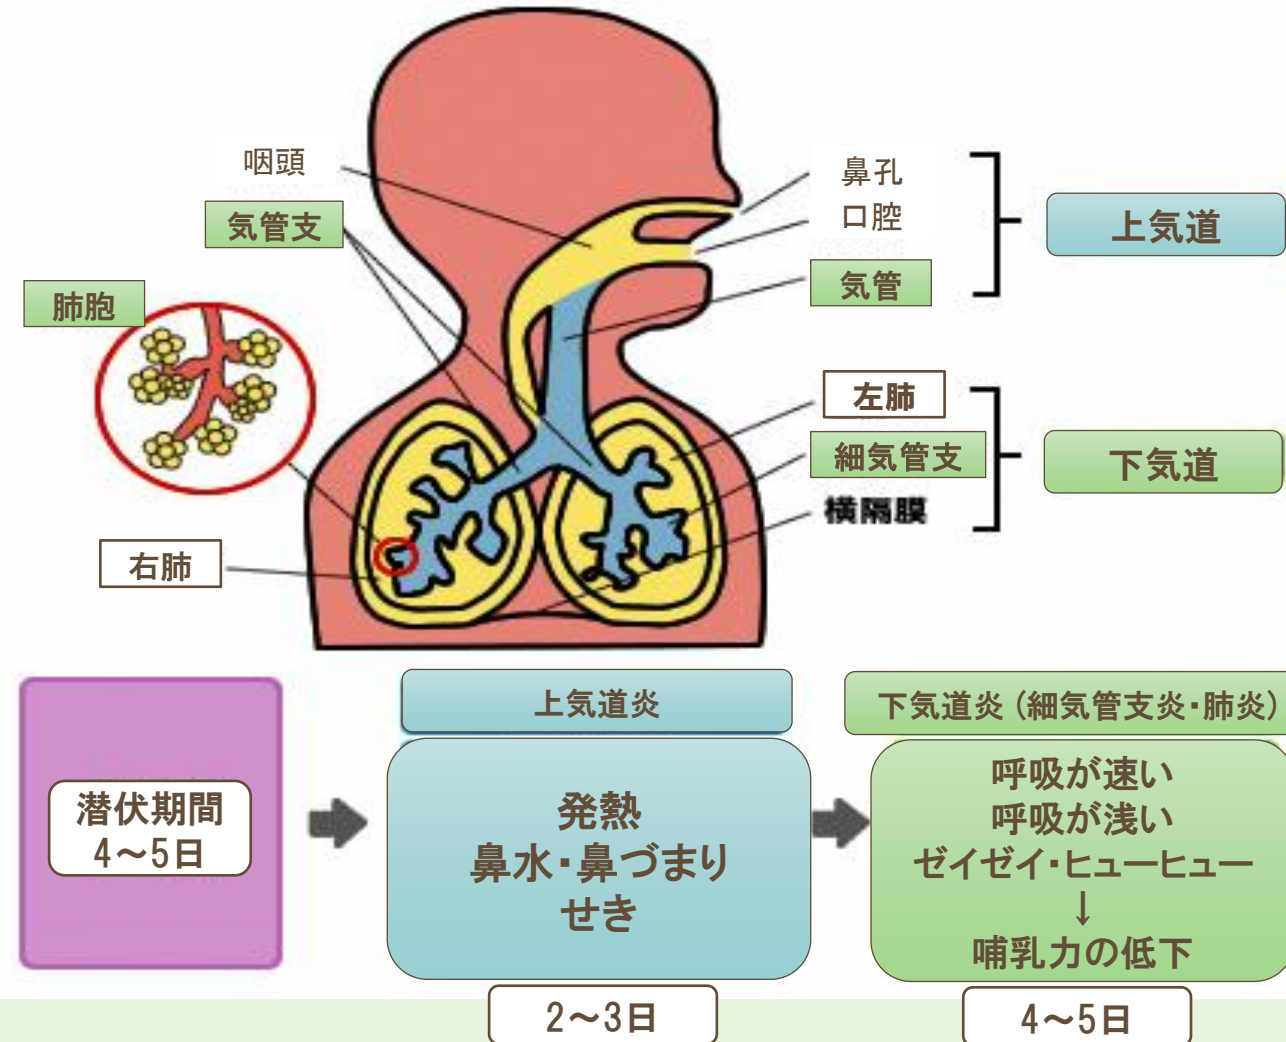 咽頭
気管支
肺胞
右肺
鼻孔
口腔
気管
上気道
左肺
細気管支
横隔膜
下気道
潜伏期間
4～5日
上気道炎
発熱
鼻水・鼻づまり
せき
2～3日
下気道炎（細気管支炎・肺炎）
呼吸が速い
呼吸が浅い
ゼイゼイ・ヒューヒュー
↓
哺乳力の低下
4～5日